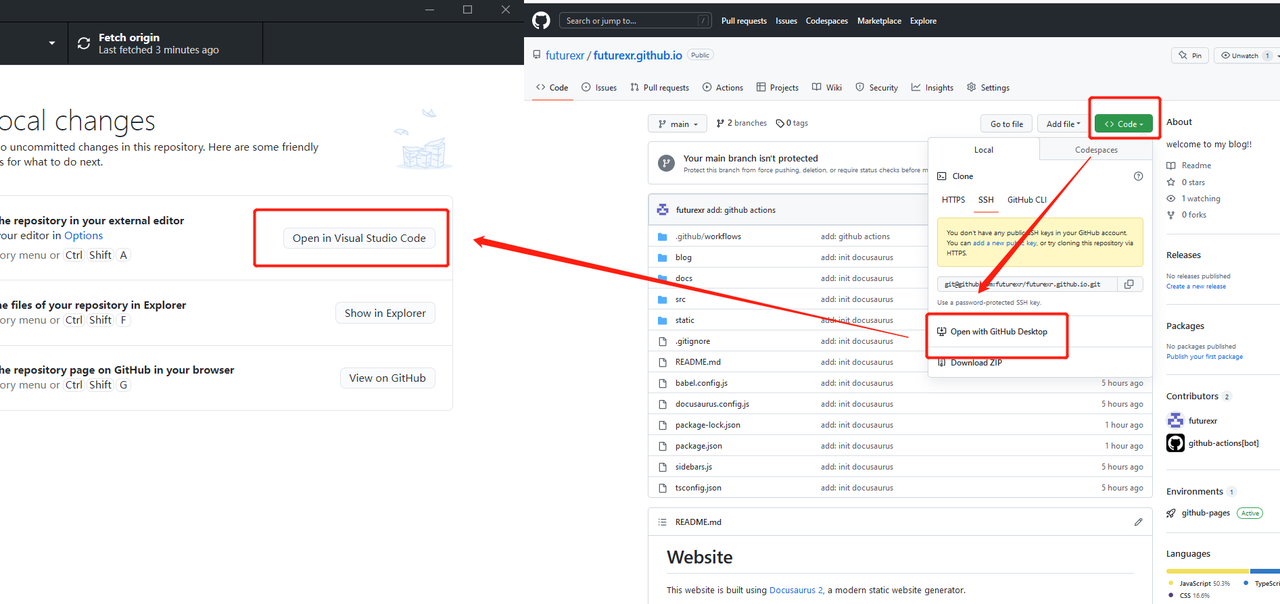 Fetch origin
Last fetched 3 minutes ago
ocal changes
o uncommitted changes in this repository. Here are some friendly
s for what to do next.
he repository in your external editor
your editor in Options
ory menu or Ctrl Shift A
Open in Visual Studio Code
he files of your repository in Explorer
ory menu or Ctrl Shift F
Show in Explorer
he repository page on GitHub in your browser
ory menu or Ctrl Shift G
View on GitHub
Search or jump to... /
Pull requests Issues Codespaces Marketplace Explore
futurexr / futurexr.github.io Public
Pin
Unwatch 1
Code Issues Pull requests Actions Projects Wiki Security Insights Settings
main
2 branches 0 tags
Go to file
Add file
Code
Your main branch isn't protected
Protect this branch from force pushing, deletion, or require status checks before m
futurexr add: github actions
.github/workflows add: github actions
blog add: init docusaurus
docs add: init docusaurus
src add: init docusaurus
static add: init docusaurus
.gitignore add: init docusaurus
README.md add: init docusaurus
babel.config.js add: init docusaurus 5 hours ago
docusaurus.config.js add: init docusaurus 5 hours ago
package-lock.json add: init docusaurus 1 hour ago
package.json add: init docusaurus 1 hour ago
sidebars.js add: init docusaurus 5 hours ago
tsconfig.json add: init docusaurus 5 hours ago
Local Codespaces
Clone
HTTPS SSH GitHub CLI
You don't have any public SSH keys in your GitHub account.
You can add a new public key, or try cloning this repository via
HTTPS.
futurexr/futurexr.github.io.git
Use a password-protected SSH key.
Open with GitHub Desktop
Download ZIP
README.md
Website
This website is built using Docusaurus 2, a modern static website generator.
About
welcome to my blog!!
Readme
0 stars
1 watching
0 forks
Releases
No releases published
Create a new release
Packages
No packages published
Publish your first package
Contributors 2
futurexr
github-actions[bot]
Environments 1
github-pages Active
Languages
JavaScript 50.3% TypeScri
CSS 16.6%